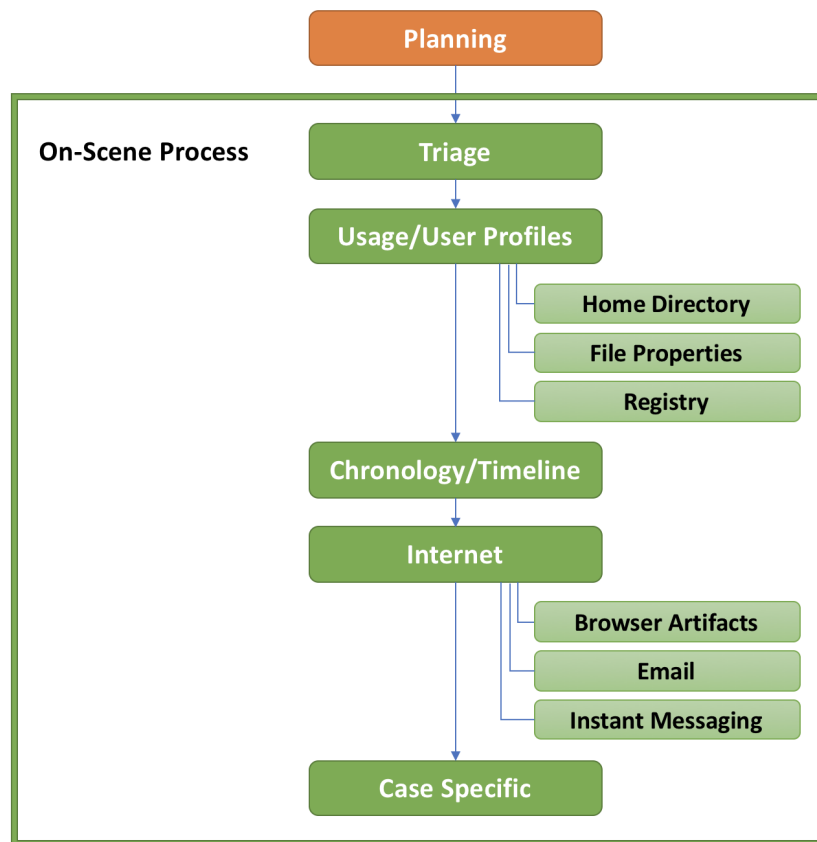 Planning
On-Scene Process
Triage
Usage/User Profiles
Home Directory
File Properties
Registry
Chronology/Timeline
Internet
Browser Artifacts
Email
Instant Messaging
Case Specific